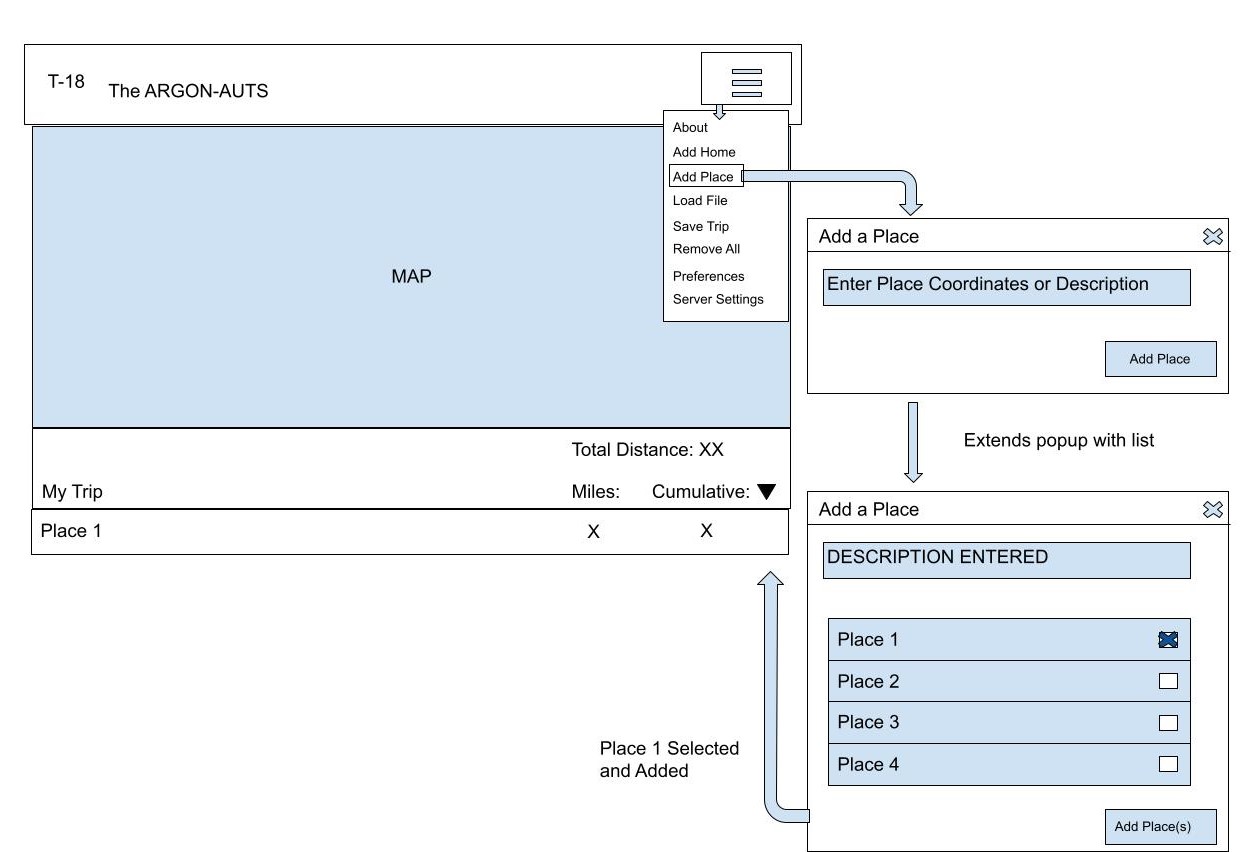 T-18
The ARGON-AUTS
About
Add Home
Add Place
Load File
Save Trip
Remove All
Preferences
Server Settings
MAP
Total Distance: XX
My Trip Miles: Cumulative:
Place 1 X X
Add a Place
Enter Place Coordinates or Description
Add Place
Extends popup with list
Add a Place
DESCRIPTION ENTERED
Place 1
Place 2
Place 3
Place 4
Add Place(s)
Place 1 Selected
and Added